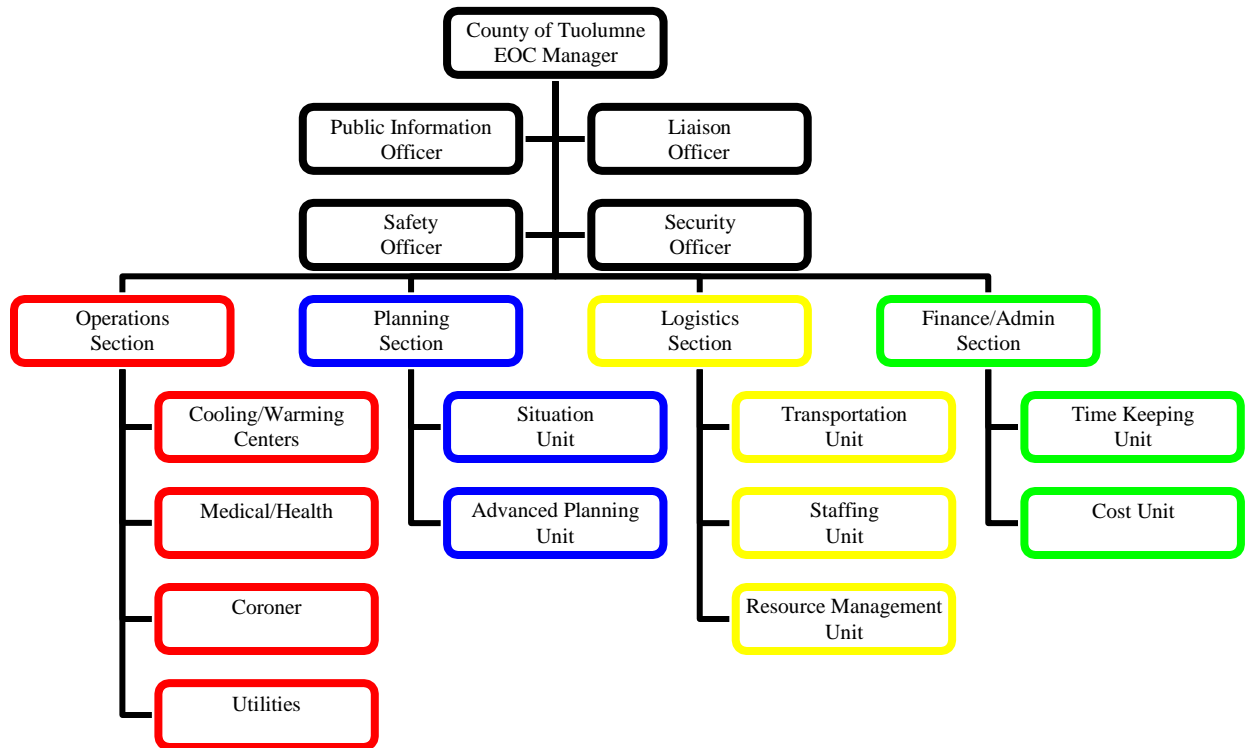 County of Tuolumne
EOC Manager
Public Information
Officer
Liaison
Officer
Safety
Officer
Security
Officer
Operations
Section
Planning
Section
Logistics
Section
Finance/Admin
Section
Cooling/Warming
Centers
Situation
Unit
Transportation
Unit
Time Keeping
Unit
Medical/Health
Advanced Planning
Unit
Staffing
Unit
Cost Unit
Coroner
Resource Management
Unit
Utilities